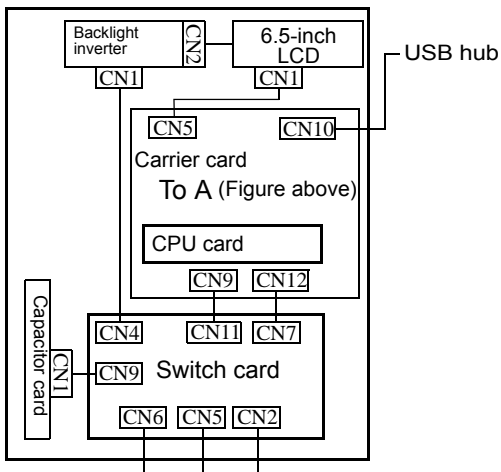 Backlight
inverter
CN2
6.5-inch
LCD
USB hub
CN1
CN1
CN5
CN10
Carrier card
To A (Figure above)
CPU card
CN9
CN12
Capacitor card
CN1
CN4
CN11
CN7
CN9
Switch card
CN6
CN5
CN2